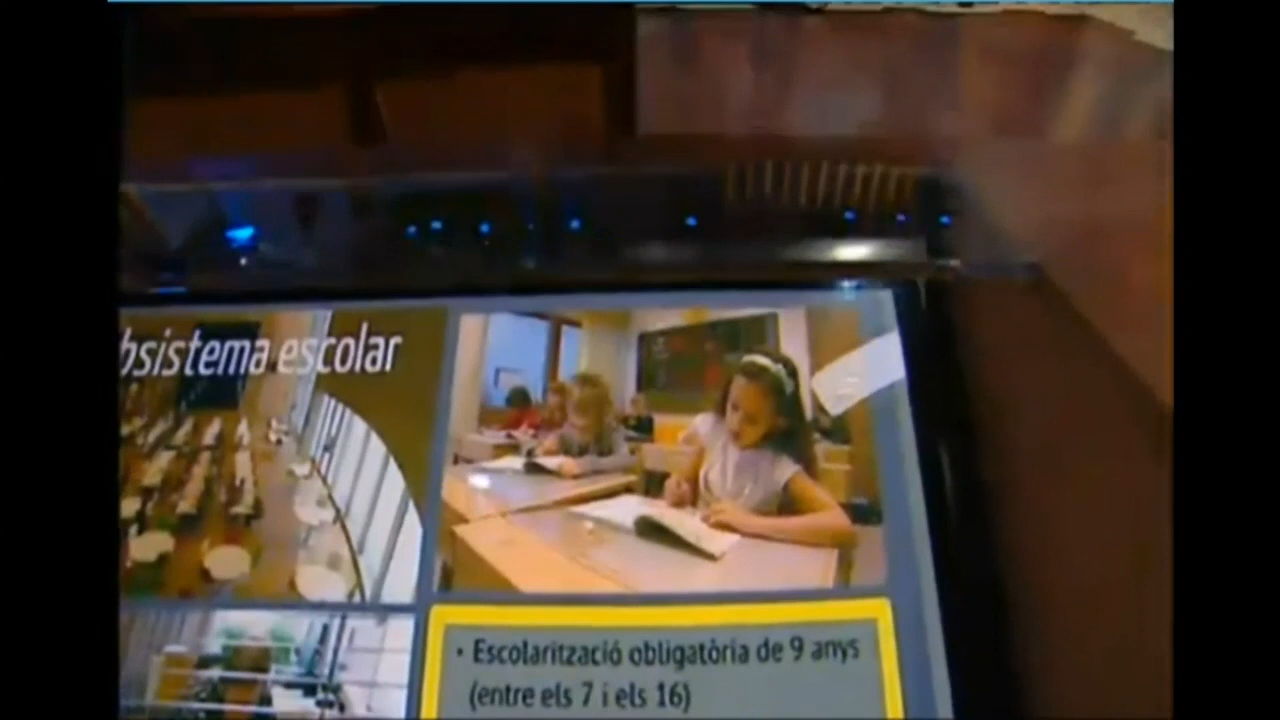 bsistema escolar
• Escolarització obligatòria de 9 anys
(entre els 7 i els 16)